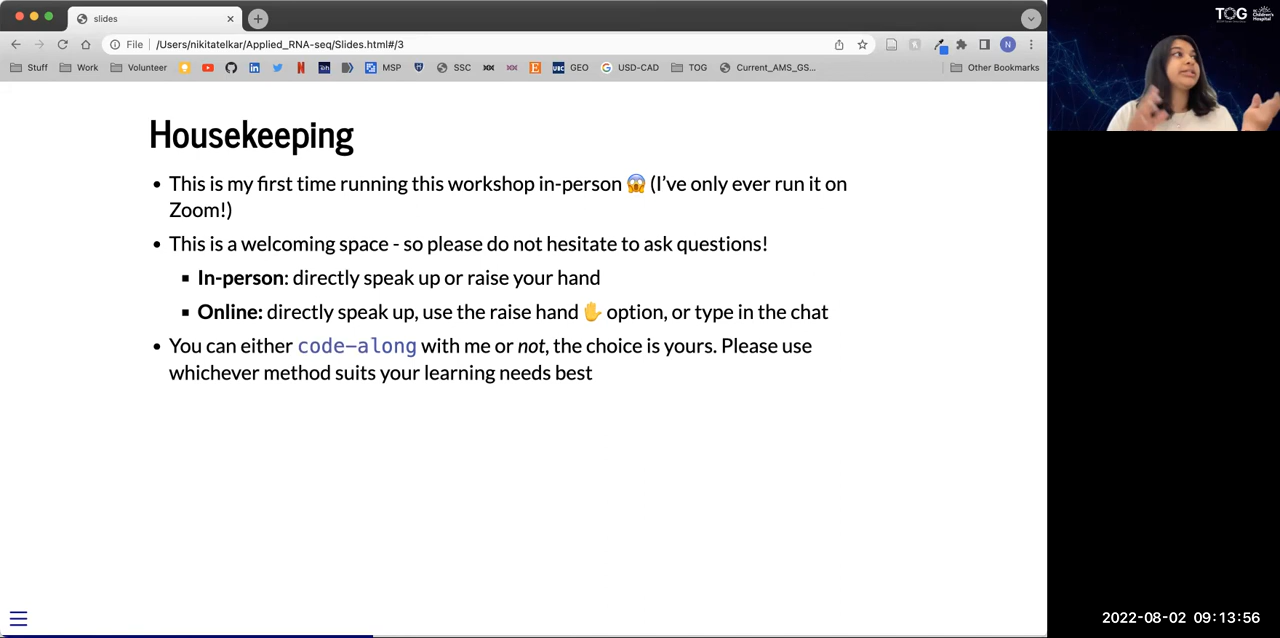 slides
File
/Users/nikitatelkar/Applied_RNA-seq/Slides.html#/3
N
Stuff Work Volunteer MSP SSC GEO USD-CAD TOG Current_AMS_GS... Other Bookmarks
TOG
BC Children's Hospital
Housekeeping
• This is my first time running this workshop in-person 😱 (I've only ever run it on
Zoom!)
• This is a welcoming space - so please do not hesitate to ask questions!
▪ In-person: directly speak up or raise your hand
▪ Online: directly speak up, use the raise hand ✋ option, or type in the chat
• You can either code-along with me or not, the choice is yours. Please use
whichever method suits your learning needs best
2022-08-02 09:13:56